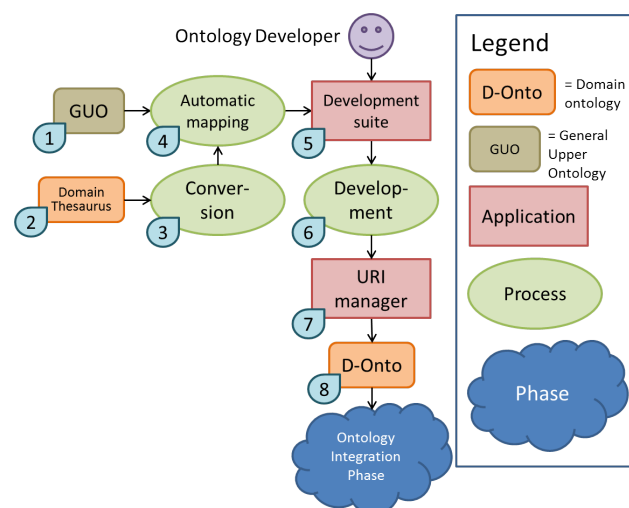 Ontology Developer
GUO
1
Automatic
mapping
4
Development
suite
5
Domain
Thesaurus
2
Conver-
sion
3
Develop-
ment
6
URI
manager
7
D-Onto
8
Ontology
Integration
Phase
Legend
D-Onto
= Domain
ontology
GUO
= General
Upper
Ontology
Application
Process
Phase